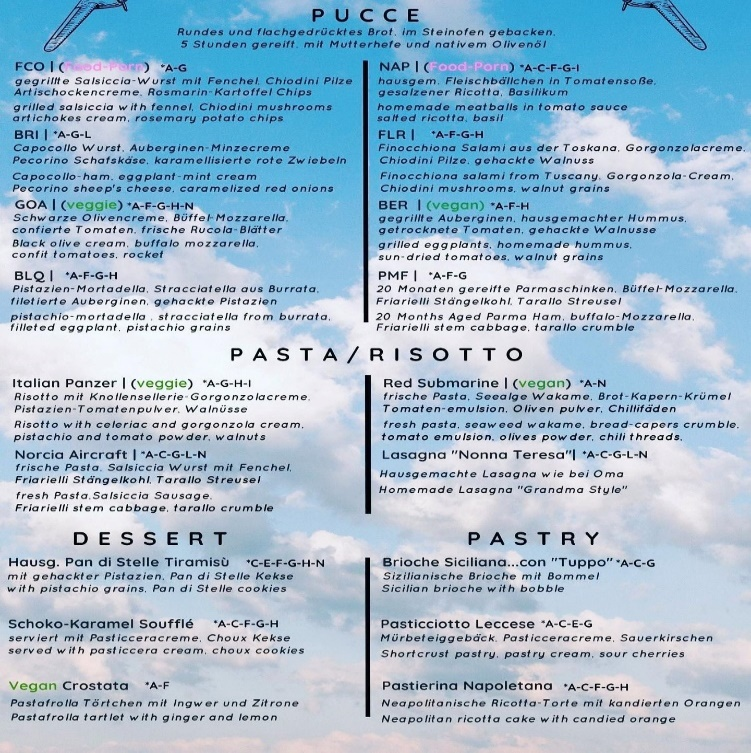 PUCCE
Rundes und flachgedrücktes Brot, im Steinofen gebacken,
5 Stunden gereift, mit Mutterhefe und nativem Olivenöl
FCO | (Food-Porn) *A-G
gegrillte Salsiccia-Wurst mit Fenchel, Chiodini Pilze
Artischockencreme, Rosmarin-Kartoffel Chips
grilled salsiccia with fennel, Chiodini mushrooms
artichokes cream, rosemary potato chips
BRI | *A-G-L
Capocollo Wurst, Auberginen-Minzecreme
Pecorino Schafskäse, karamellisierte rote Zwiebeln
Capocollo-ham, eggplant-mint cream
Pecorino sheep's cheese, caramelized red onions
GOA | (veggie) *A-F-G-H-N
Schwarze Olivencreme, Büffel-Mozzarella,
confierte Tomaten, frische Rucola-Blätter
Black olive cream, buffalo mozzarella,
confit tomatoes, rocket
BLQ | *A-F-G-H
Pistazien-Mortadella, Stracciatella aus Burrata,
filetierte Auberginen, gehackte Pistazien
pistachio-mortadella , stracciatella from burrata,
filleted eggplant, pistachio grains
NAP | (Food-Porn) *A-C-F-G-I
hausgem. Fleischbällchen in Tomatensoße,
gesalzener Ricotta, Basilikum
homemade meatballs in tomato sauce
salted ricotta, basil
FLR | *A-F-G-H
Finocchiona Salami aus der Toskana, Gorgonzolacreme,
Chiodini Pilze, gehackte Walnuss
Finocchiona salami from Tuscany, Gorgonzola-Cream,
Chiodini mushrooms, walnut grains
BER | (vegan) *A-F-H
gegrillte Auberginen, hausgemachter Hummus,
getrocknete Tomaten, gehackte Walnusse
grilled eggplants, homemade hummus,
sun-dried tomatoes, walnut grains
PMF | *A-F-G
20 Monaten gereifte Parmaschinken, Büffel-Mozzarella,
Friarielli Stängelkohl, Tarallo Streusel
20 Months Aged Parma Ham, buffalo-Mozzarella,
Friarielli stem cabbage, tarallo crumble
PASTA/RISOTTO
Italian Panzer | (veggie) *A-G-H-I
Risotto mit Knollensellerie-Gorgonzolacreme,
Pistazien-Tomatenpulver, Walnüsse
Risotto with celeriac and gorgonzola cream,
pistachio and tomato powder, walnuts
Norcia Aircraft | *A-C-G-L-N
frische Pasta, Salsiccia Wurst mit Fenchel,
Friarielli Stängelkohl, Tarallo Streusel
fresh Pasta,Salsiccia Sausage,
Friarielli stem cabbage, tarallo crumble
Red Submarine | (vegan) *A-N
frische Pasta, Seealge Wakame, Brot-Kapern-Krümel
Tomaten-emulsion, Oliven pulver, Chillifäden
fresh pasta, seaweed wakame, bread-capers crumble,
tomato emulsion, olives powder, chili threads,
Lasagna "Nonna Teresa"| *A-C-G-L-N
Hausgemachte Lasagna wie bei Oma
Homemade Lasagna "Grandma Style"
DESSERT
Hausg. Pan di Stelle Tiramisù *C-E-F-G-H-N
mit gehackter Pistazien, Pan di Stelle Kekse
with pistachio grains, Pan di Stelle cookies
Schoko-Karamel Soufflé *A-C-F-G-H
serviert mit Pasticceracreme, Choux Kekse
served with pasticcera cream, choux cookies
Vegan Crostata *A-F
Pastafrolla Törtchen mit Ingwer und Zitrone
Pastafrolla tartlet with ginger and lemon
PASTRY
Brioche Siciliana...con "Tuppo" *A-C-G
Sizilianische Brioche mit Bommel
Sicilian brioche with bobble
Pasticciotto Leccese *A-C-E-G
Mürbeteiggebäck, Pasticceracreme, Sauerkirschen
Shortcrust pastry, pastry cream, sour cherries
Pastierina Napoletana *A-C-F-G-H
Neapolitanische Ricotta-Torte mit kandierten Orangen
Neapolitan ricotta cake with candied orange